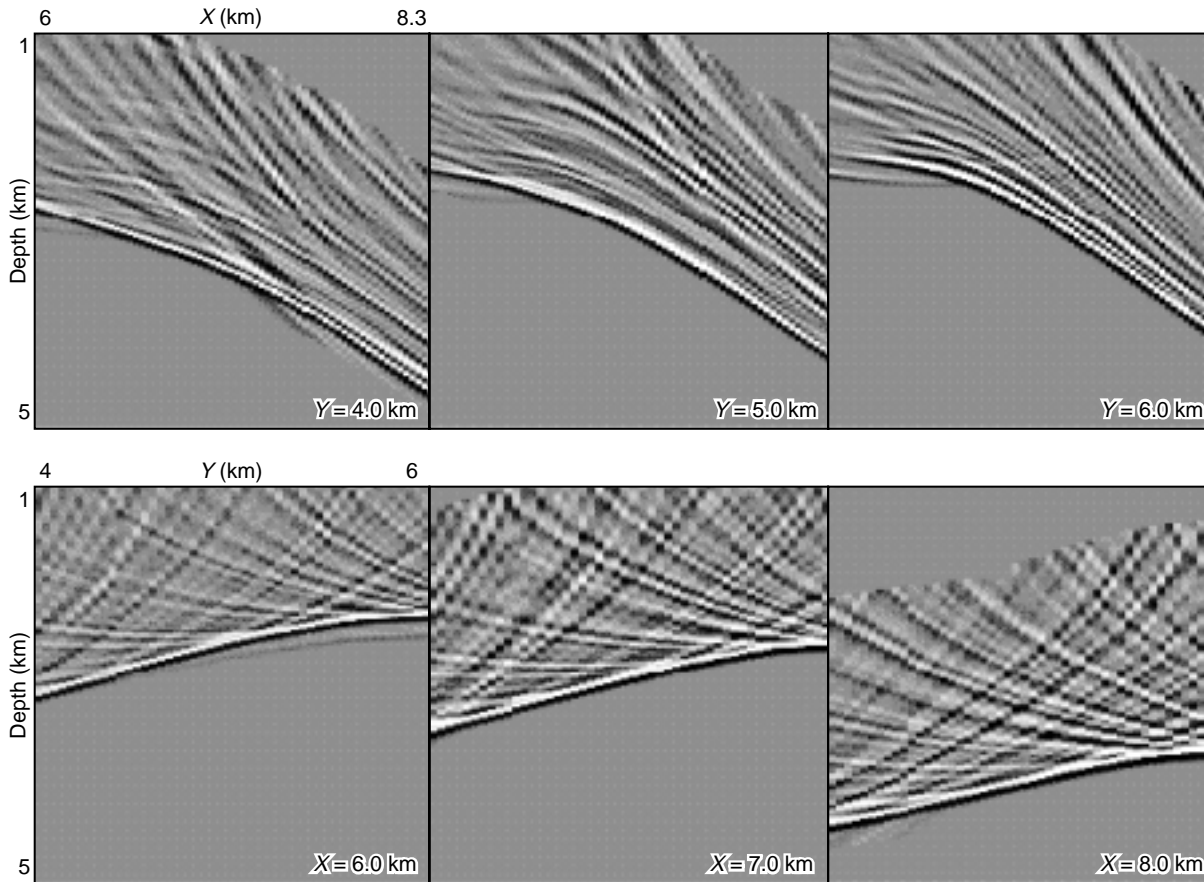 6 X (km) 8.3
1
Depth (km)
5
Y = 4.0 km
Y = 5.0 km
Y = 6.0 km
4 Y (km) 6
1
Depth (km)
5
X = 6.0 km
X = 7.0 km
X = 8.0 km